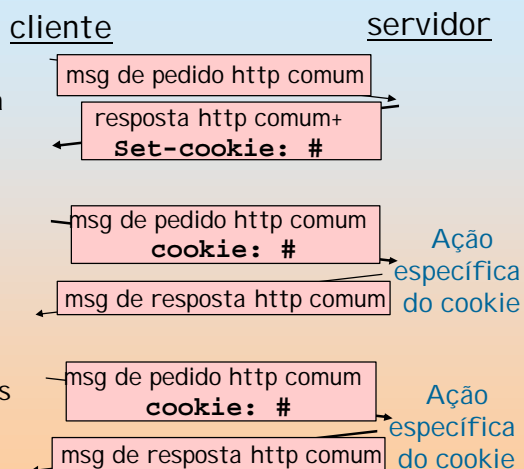 cliente servidor
msg de pedido http comum
resposta http comum+
Set-cookie: #
msg de pedido http comum
cookie: #
Ação
específica
do cookie
msg de resposta http comum
s
msg de pedido http comum
cookie: #
Ação
específica
do cookie
msg de resposta http comum